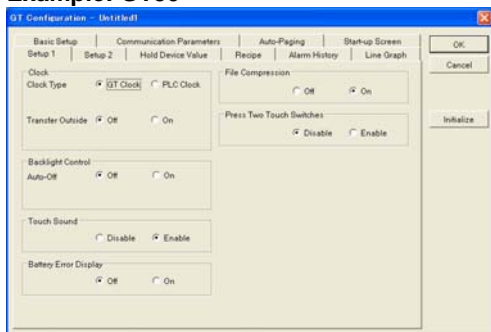 GT Configuration - Untitled1
Basic Setup Communication Parameters Auto-Paging Start-up Screen
Setup 1 Setup 2 Hold Device Value Recipe Alarm History Line Graph
OK
Cancel
Initialize
Clock
Clock Type GT Clock PLC Clock
Transfer Outside Off On
Backlight Control
Auto-Off Off On
Touch Sound
Disable Enable
Battery Error Display
Off On
File Compression
Off On
Press Two Touch Switches
Disable Enable